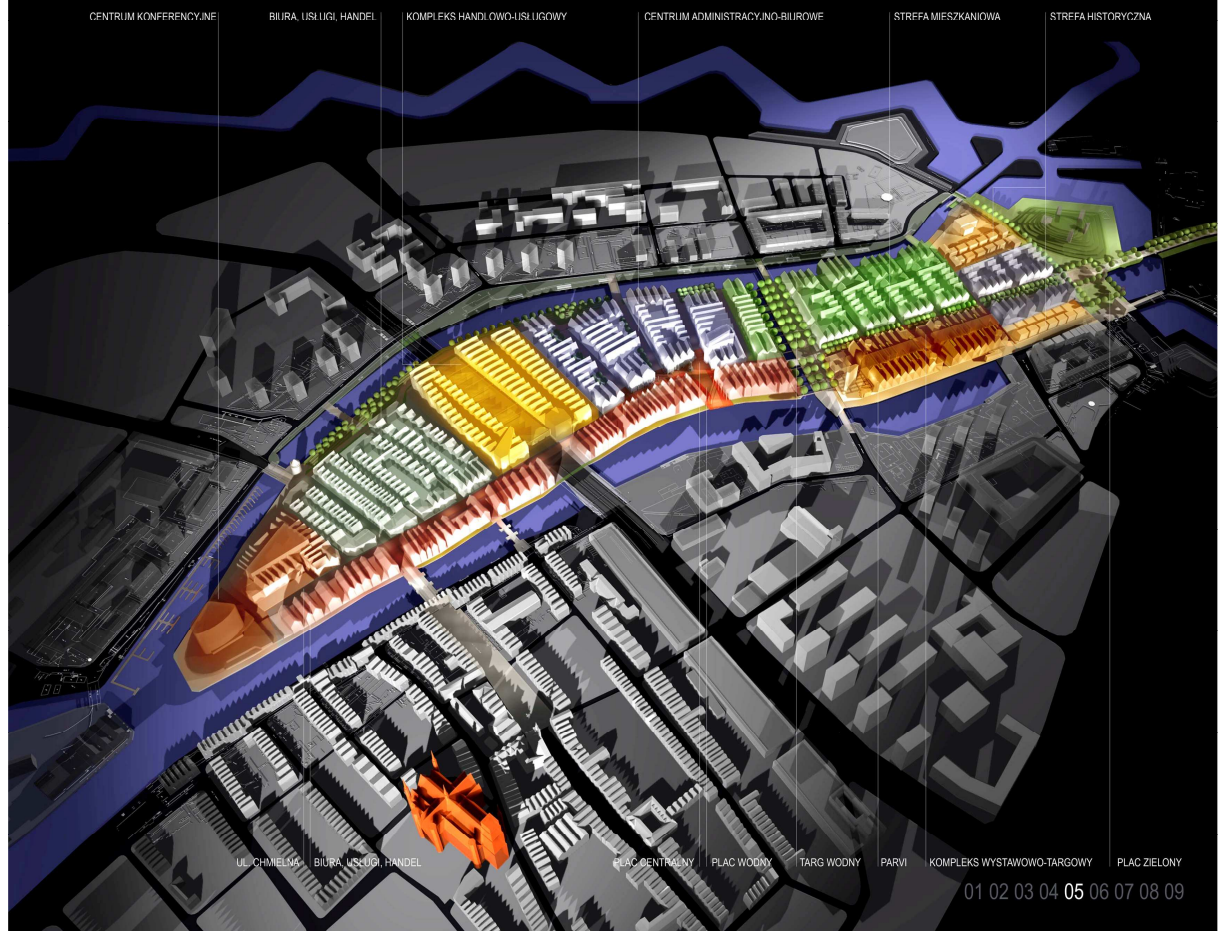 CENTRUM KONFERENCYJNE
BIURA, USŁUGI, HANDEL
KOMPLEKS HANDLOWO-USŁUGOWY
CENTRUM ADMINISTRACYJNO-BIUROWE
STREFA MIESZKANIOWA
STREFA HISTORYCZNA
UL. CHMIELNA
BIURA, USŁUGI, HANDEL
PLAC CENTRALNY
PLAC WODNY
TARG WODNY
PARVI
KOMPLEKS WYSTAWOWO-TARGOWY
PLAC ZIELONY
01 02 03 04 05 06 07 08 09